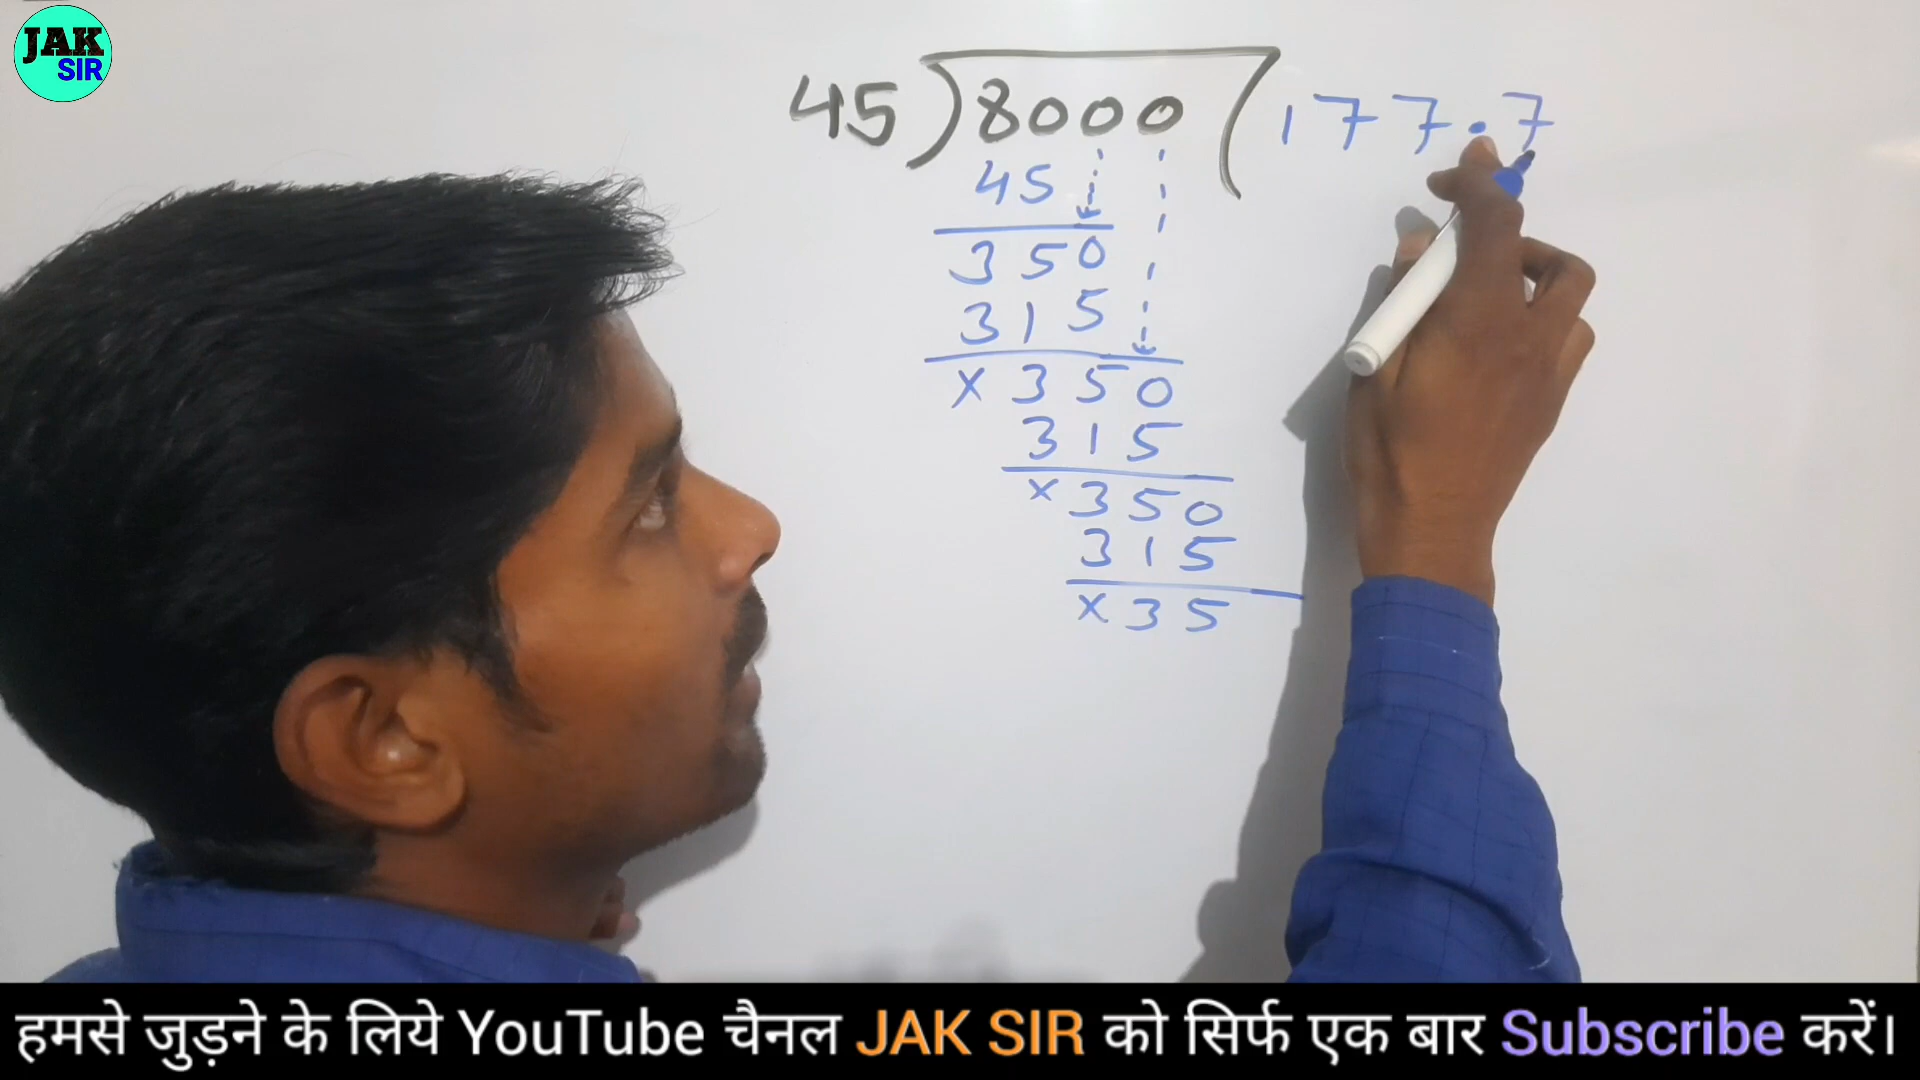 JAK
SIR
45)8000(177.7
45
350
315
x350
315
x350
315
x35
हमसे जुड़ने के लिये YouTube चैनल JAK SIR को सिर्फ एक बार Subscribe करें।